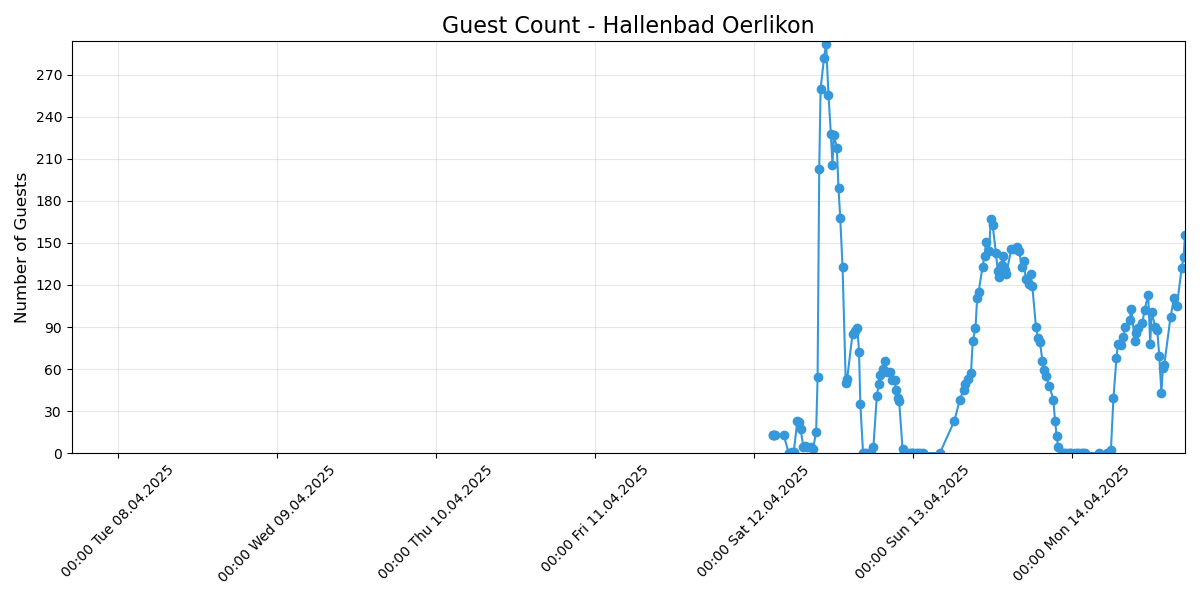 Guest Count - Hallenbad Oerlikon
Number of Guests
270
240
210
180
150
120
90
60
30
0
00:00 Tue 08.04.2025
00:00 Wed 09.04.2025
00:00 Thu 10.04.2025
00:00 Fri 11.04.2025
00:00 Sat 12.04.2025
00:00 Sun 13.04.2025
00:00 Mon 14.04.2025